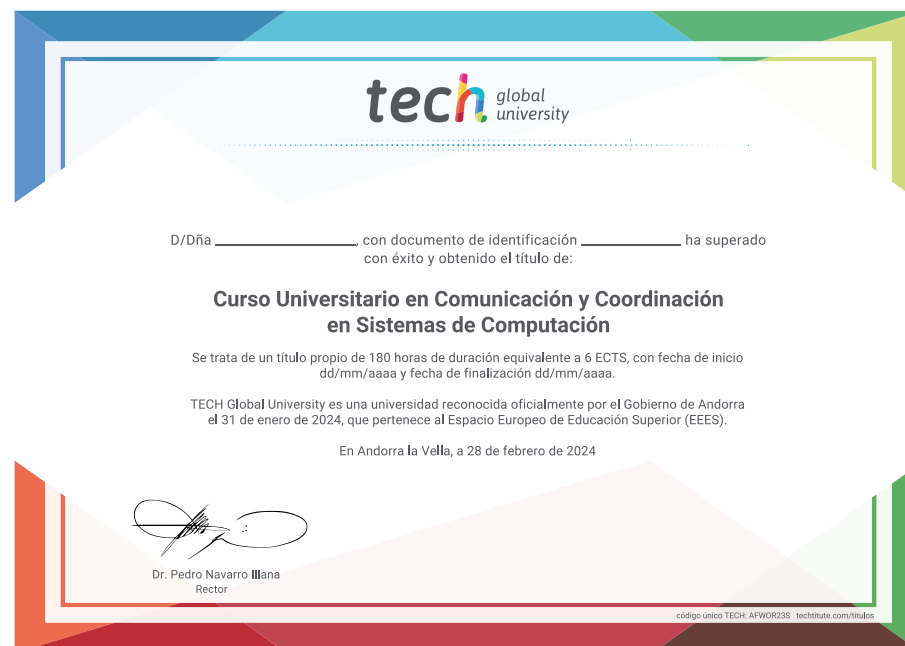 tech global
university
D/Dña ____________________, con documento de identificación ______________ ha superado
con éxito y obtenido el título de:
Curso Universitario en Comunicación y Coordinación
en Sistemas de Computación
Se trata de un título propio de 180 horas de duración equivalente a 6 ECTS, con fecha de inicio
dd/mm/aaaa y fecha de finalización dd/mm/aaaa.
TECH Global University es una universidad reconocida oficialmente por el Gobierno de Andorra
el 31 de enero de 2024, que pertenece al Espacio Europeo de Educación Superior (EEES).
En Andorra la Vella, a 28 de febrero de 2024
Dr. Pedro Navarro Illana
Rector
código único TECH: AFWOR23S techtitute.com/titulos